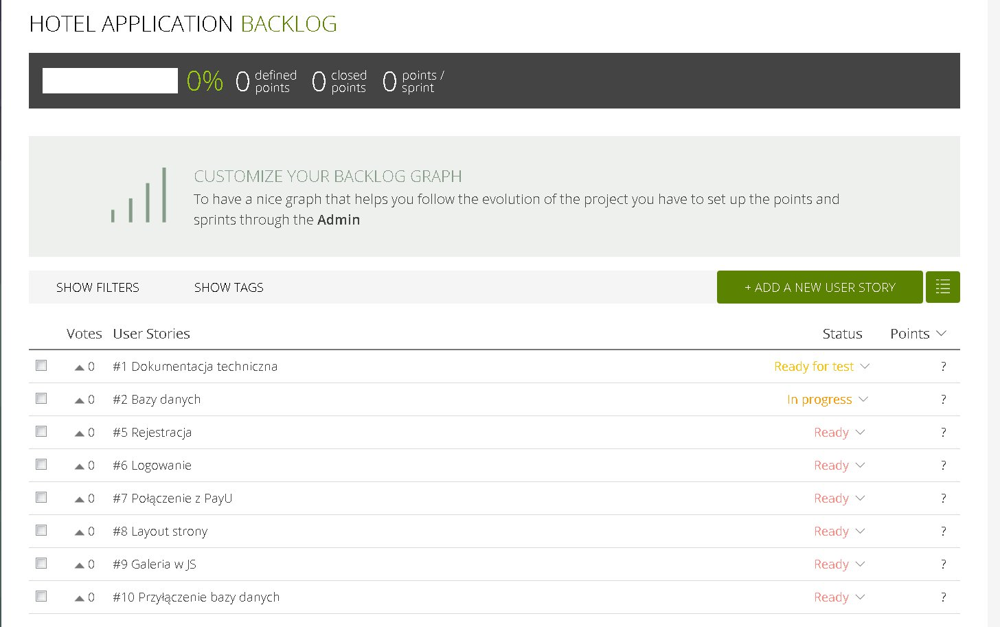 HOTEL APPLICATION BACKLOG
0% 0 defined points 0 closed points 0 points / sprint
CUSTOMIZE YOUR BACKLOG GRAPH
To have a nice graph that helps you follow the evolution of the project you have to set up the points and
sprints through the Admin
SHOW FILTERS SHOW TAGS + ADD A NEW USER STORY
Votes User Stories Status Points
0 #1 Dokumentacja techniczna Ready for test ?
0 #2 Bazy danych In progress ?
0 #5 Rejestracja Ready ?
0 #6 Logowanie Ready ?
0 #7 Połączenie z PayU Ready ?
0 #8 Layout strony Ready ?
0 #9 Galeria w JS Ready ?
0 #10 Przyłączenie bazy danych Ready ?